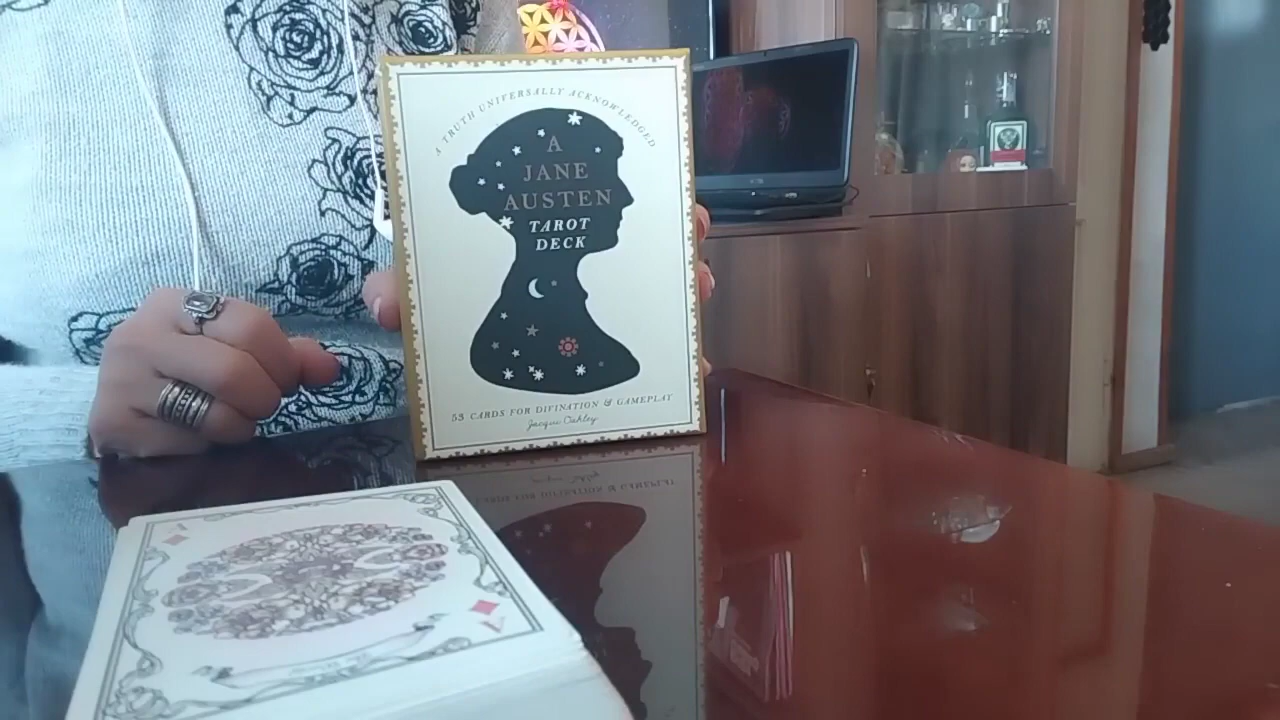 A TRUTH UNIVERSALLY ACKNOWLEDGED
A
JANE
AUSTEN
TAROT
DECK
53 CARDS FOR DIVINATION & GAMEPLAY
Jacqui Oakley